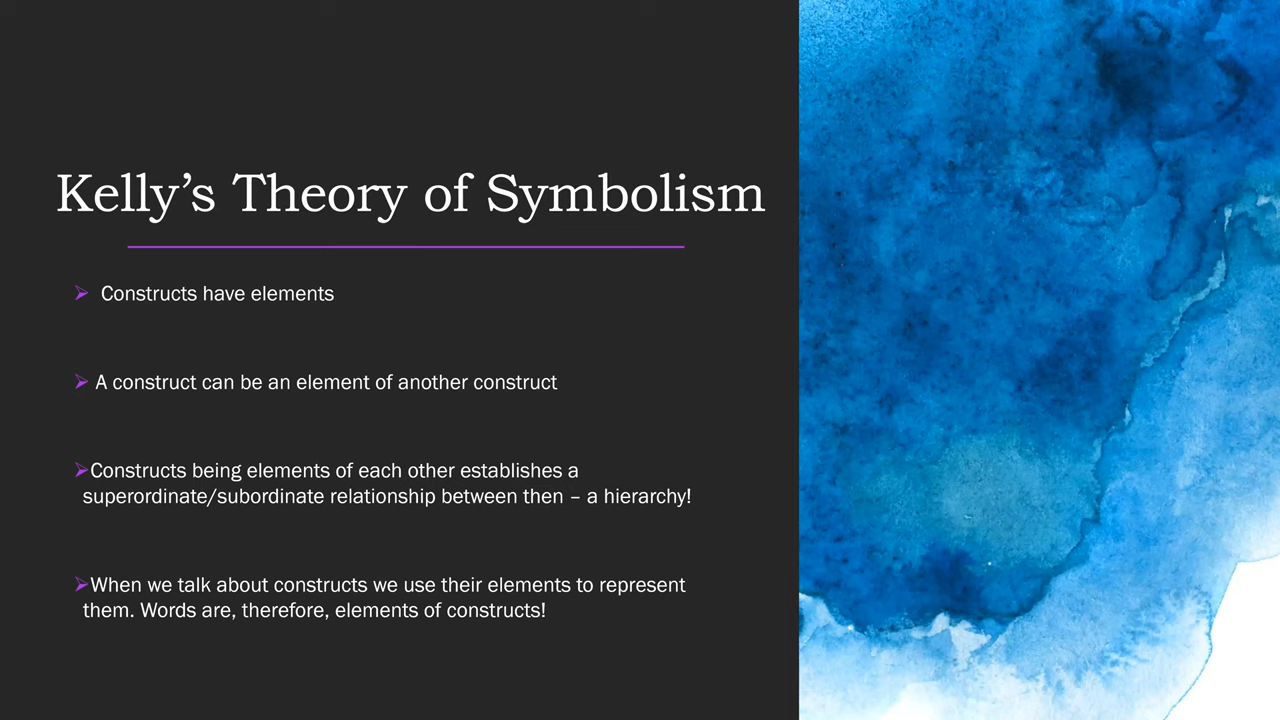 Kelly’s Theory of Symbolism
Constructs have elements
A construct can be an element of another construct
Constructs being elements of each other establishes a
superordinate/subordinate relationship between then – a hierarchy!
When we talk about constructs we use their elements to represent
them. Words are, therefore, elements of constructs!